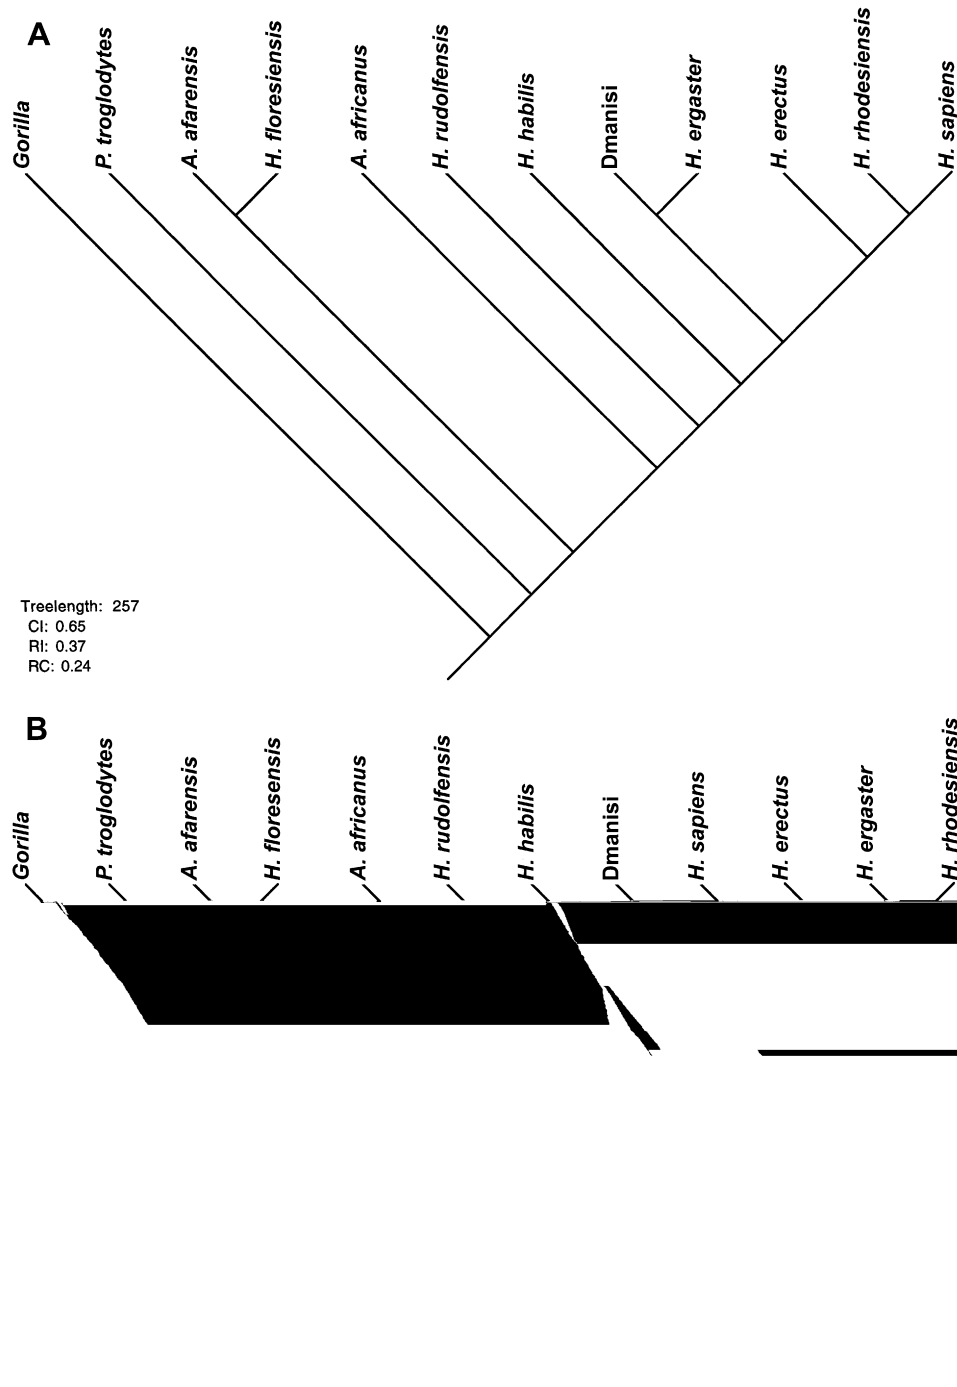 A
Gorilla
P. troglodytes
A. afarensis
H. floresiensis
A. africanus
H. rudolfensis
H. habilis
Dmanisi
H. ergaster
H. erectus
H. rhodesiensis
H. sapiens
Treelength: 257
CI: 0.65
RI: 0.37
RC: 0.24
B
Gorilla
P. troglodytes
A. afarensis
H. floresensis
A. africanus
H. rudolfensis
H. habilis
Dmanisi
H. sapiens
H. erectus
H. ergaster
H. rhodesiensis